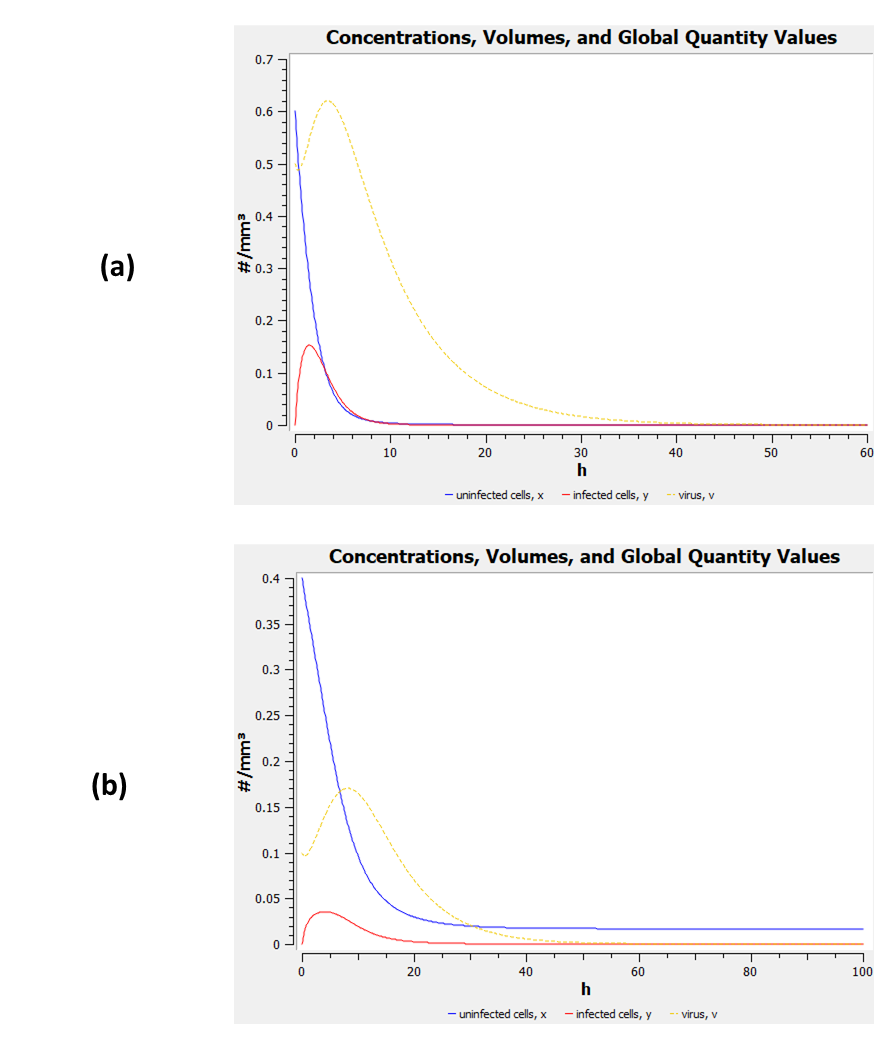 Concentrations, Volumes, and Global Quantity Values
0.7
0.6
0.5
0.4
0.3
0.2
0.1
0
#/mm³
(a)
0 10 20 30 40 50 60
h
uninfected cells, x infected cells, y virus, v
Concentrations, Volumes, and Global Quantity Values
0.4
0.35
0.3
0.25
0.2
0.15
0.1
0.05
0
#/mm³
(b)
0 20 40 60 80 100
h
uninfected cells, x infected cells, y virus, v